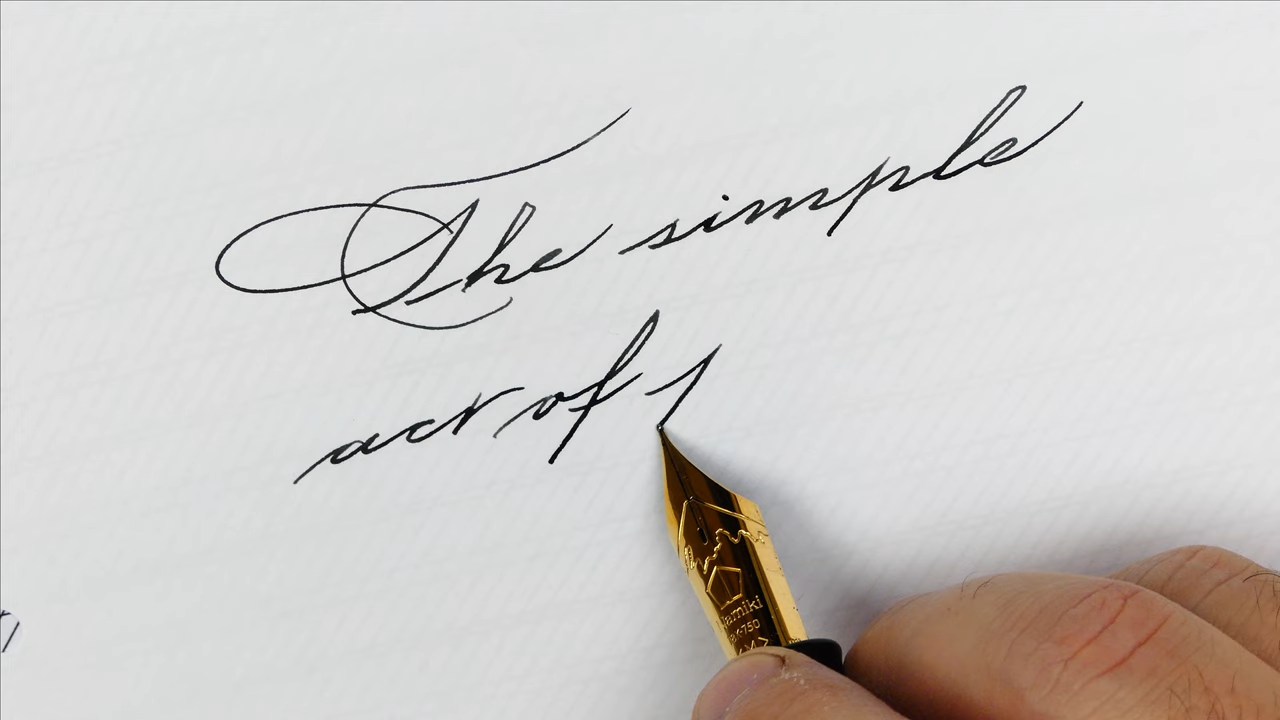 The simple
act of
Namiki
<M>